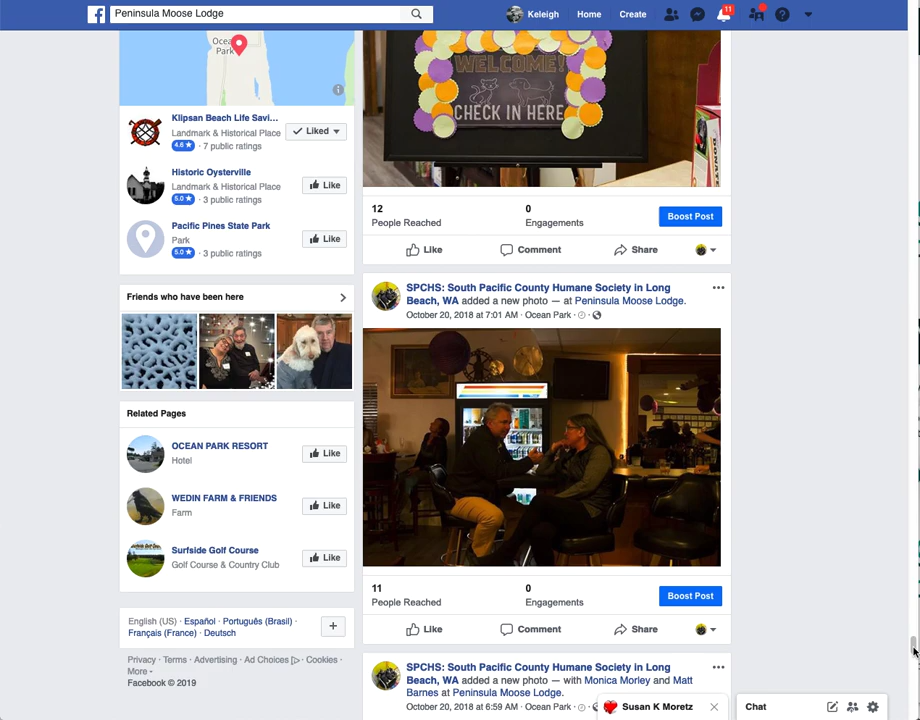 Peninsula Moose Lodge
Keleigh
Home
Create
11
Ocean
Park
Klipsan Beach Life Savi...
Landmark & Historical Place
4.6 ★ · 7 public ratings
Liked
Historic Oysterville
Landmark & Historical Place
5.0 ★ · 3 public ratings
Like
Pacific Pines State Park
Park
5.0 ★ · 3 public ratings
Like
Friends who have been here
Related Pages
OCEAN PARK RESORT
Hotel
Like
WEDIN FARM & FRIENDS
Farm
Like
Surfside Golf Course
Golf Course & Country Club
Like
English (US) · Español · Português (Brasil) ·
Français (France) · Deutsch
Privacy · Terms · Advertising · Ad Choices · Cookies ·
More
Facebook © 2019
WELCOME!
CHECK IN HERE
DONATE
12
People Reached
0
Engagements
Boost Post
Like
Comment
Share
SPCHS: South Pacific County Humane Society in Long
Beach, WA added a new photo — at Peninsula Moose Lodge.
October 20, 2018 at 7:01 AM · Ocean Park ·
11
People Reached
0
Engagements
Boost Post
Like
Comment
Share
SPCHS: South Pacific County Humane Society in Long
Beach, WA added a new photo — with Monica Morley and Matt
Barnes at Peninsula Moose Lodge.
October 20, 2018 at 6:59 AM · Ocean Park ·
Susan K Moretz
Chat